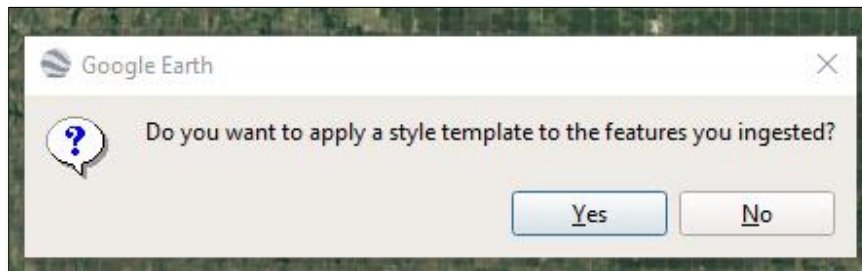 Google Earth
Do you want to apply a style template to the features you ingested?
Yes
No